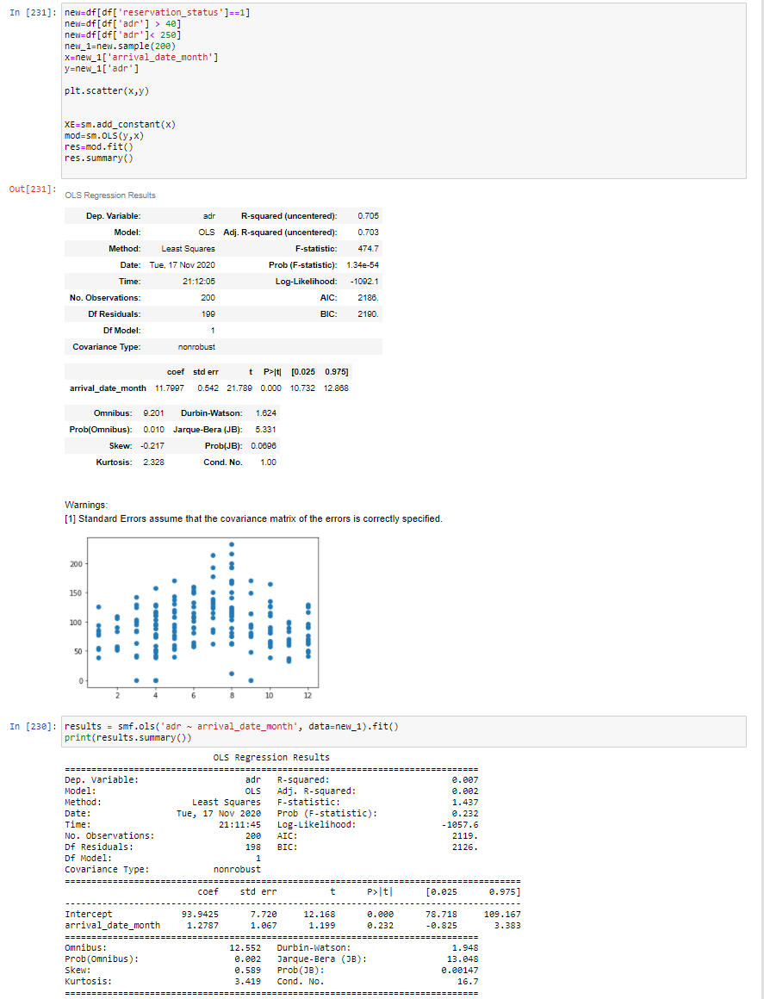 In [231]: new=df[df['reservation_status']==1]
new=df[df['adr'] > 40]
new=df[df['adr']< 250]
new_1=new.sample(200)
x=new_1['arrival_date_month']
y=new_1['adr']
plt.scatter(x,y)
XE=sm.add_constant(x)
mod=sm.OLS(y,x)
res=mod.fit()
res.summary()
Out[231]:
OLS Regression Results
Dep. Variable: adr R-squared (uncentered): 0.705
Model: OLS Adj. R-squared (uncentered): 0.703
Method: Least Squares F-statistic: 474.7
Date: Tue, 17 Nov 2020 Prob (F-statistic): 1.34e-54
Time: 21:12:05 Log-Likelihood: -1092.1
No. Observations: 200 AIC: 2186.
Df Residuals: 199 BIC: 2190.
Df Model: 1
Covariance Type: nonrobust
coef std err t P>|t| [0.025 0.975]
arrival_date_month 11.7997 0.542 21.789 0.000 10.732 12.868
Omnibus: 9.201 Durbin-Watson: 1.624
Prob(Omnibus): 0.010 Jarque-Bera (JB): 5.331
Skew: -0.217 Prob(JB): 0.0696
Kurtosis: 2.328 Cond. No. 1.00
Warnings:
[1] Standard Errors assume that the covariance matrix of the errors is correctly specified.
200
150
100
50
0
2 4 6 8 10 12
In [230]: results = smf.ols('adr ~ arrival_date_month', data=new_1).fit()
print(results.summary())
OLS Regression Results
==============================================================================
Dep. Variable: adr R-squared: 0.007
Model: OLS Adj. R-squared: 0.002
Method: Least Squares F-statistic: 1.437
Date: Tue, 17 Nov 2020 Prob (F-statistic): 0.232
Time: 21:11:45 Log-Likelihood: -1057.6
No. Observations: 200 AIC: 2119.
Df Residuals: 198 BIC: 2126.
Df Model: 1
Covariance Type: nonrobust
======================================================================================
coef std err t P>|t| [0.025 0.975]
--------------------------------------------------------------------------------------
Intercept 93.9425 7.720 12.168 0.000 78.718 109.167
arrival_date_month 1.2787 1.067 1.199 0.232 -0.825 3.383
==============================================================================
Omnibus: 12.552 Durbin-Watson: 1.948
Prob(Omnibus): 0.002 Jarque-Bera (JB): 13.048
Skew: 0.589 Prob(JB): 0.00147
Kurtosis: 3.419 Cond. No. 16.7
==============================================================================